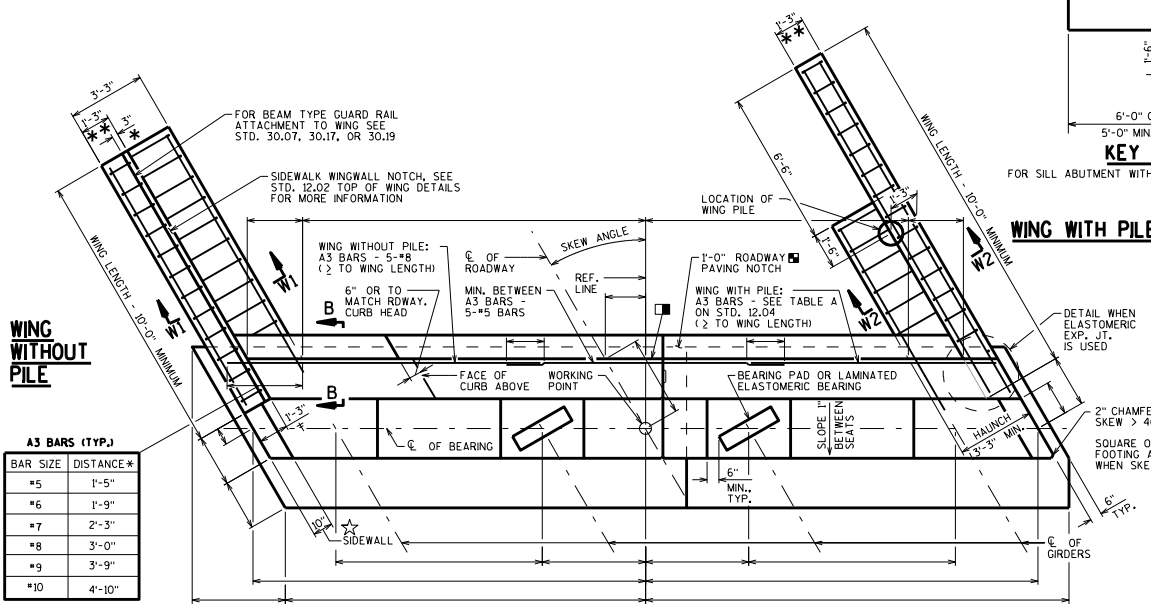 1'-3"
**
3'-3"
1'-3"
3"
**
*
FOR BEAM TYPE GUARD RAIL
ATTACHMENT TO WING SEE
STD. 30.07, 30.17, OR 30.19
SIDEWALK WINGWALL NOTCH, SEE
STD. 12.02 TOP OF WING DETAILS
FOR MORE INFORMATION
WING LENGTH - 10'-0" MINIMUM
6'-6"
WING LENGTH - 10'-0" MINIMUM
1'-6"
6'-0"
5'-0" MIN.
KEY
FOR SILL ABUTMENT WITH
LOCATION OF
WING PILE
1'-3"
1'-6"
WING WITH PILE
W1
W1
W2
W2
WING
WITHOUT
PILE
WING WITHOUT PILE:
A3 BARS - 5-#8
(≥ TO WING LENGTH)
6" OR TO
MATCH RDWAY.
CURB HEAD
℄ OF
ROADWAY
SKEW ANGLE
REF.
LINE
MIN. BETWEEN
A3 BARS -
5-#5 BARS
1'-0" ROADWAY
PAVING NOTCH
WING WITH PILE:
A3 BARS - SEE TABLE A
ON STD. 12.04
(≥ TO WING LENGTH)
DETAIL WHEN
ELASTOMERIC
EXP. JT.
IS USED
B
B
FACE OF
CURB ABOVE
WORKING
POINT
BEARING PAD OR LAMINATED
ELASTOMERIC BEARING
1'-3"
‡
℄ OF BEARING
SLOPE 1"
BETWEEN
SEATS
HAUNCH
3'-3" MIN.
2" CHAMFE
SKEW > 4
SQUARE O
FOOTING A
WHEN SKE
6"
MIN.,
TYP.
6"
TYP.
10"
☆
SIDEWALL
℄ OF
GIRDERS
A3 BARS (TYP.)
BAR SIZE DISTANCE*
#5 1'-5"
#6 1'-9"
#7 2'-3"
#8 3'-0"
#9 3'-9"
#10 4'-10"